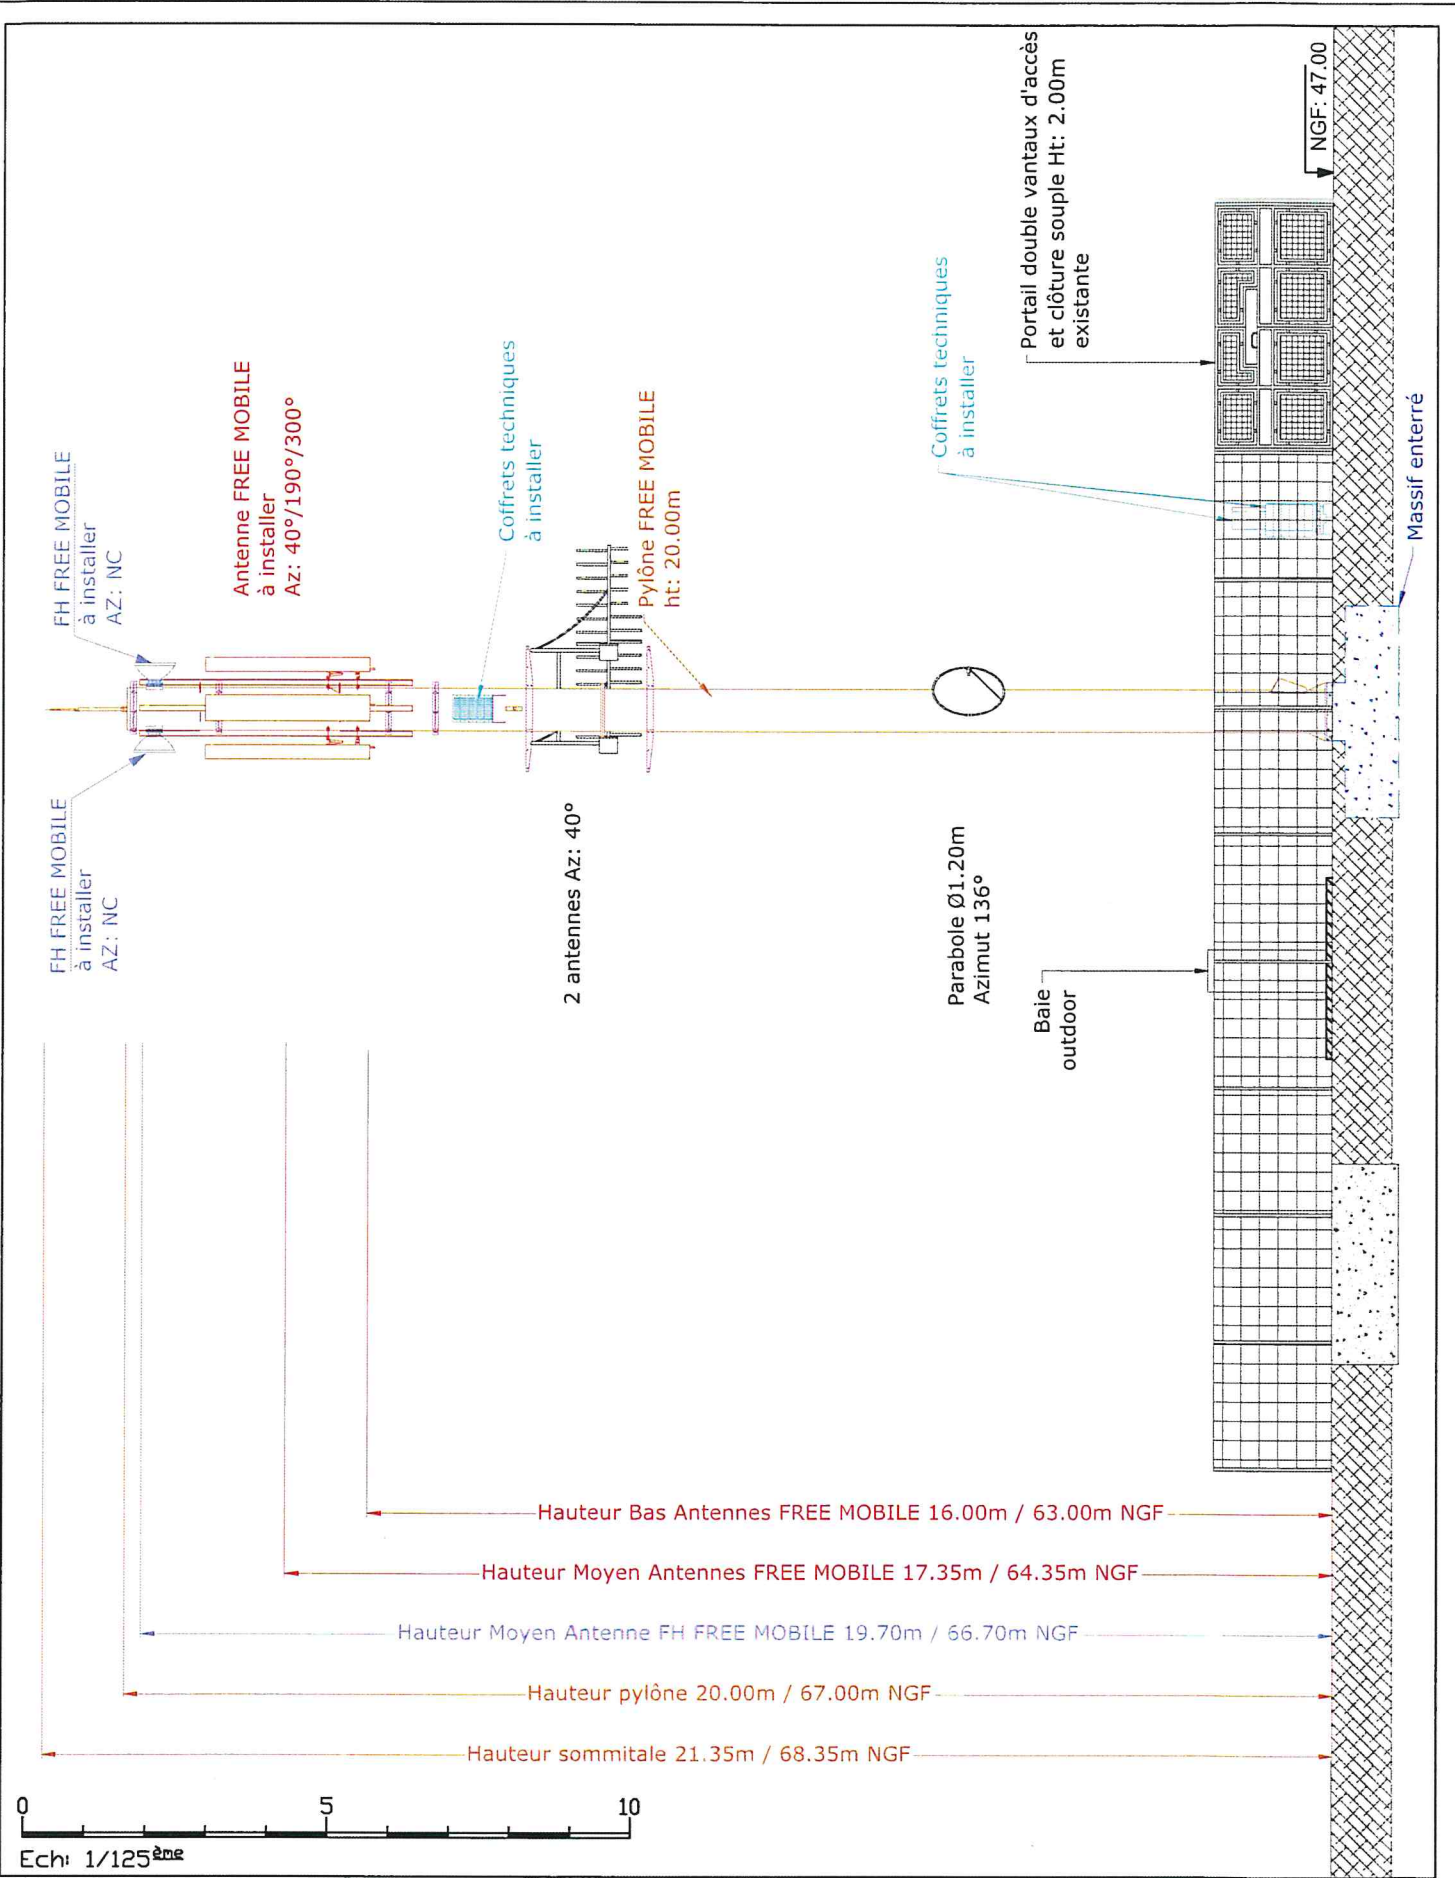 FH FREE MOBILE
à installer
AZ: NC
FH FREE MOBILE
à installer
AZ: NC
Antenne FREE MOBILE
à installer
Az: 40°/190°/300°
Coffrets techniques
à installer
2 antennes Az: 40°
Pylône FREE MOBILE
ht: 20.00m
Coffrets techniques
à installer
Parabole Ø1.20m
Azimut 136°
Portail double vantaux d'accès
et clôture souple Ht: 2.00m
existante
Baie
outdoor
NGF: 47.00
Massif enterré
Hauteur Bas Antennes FREE MOBILE 16.00m / 63.00m NGF
Hauteur Moyen Antennes FREE MOBILE 17.35m / 64.35m NGF
Hauteur Moyen Antenne FH FREE MOBILE 19.70m / 66.70m NGF
Hauteur pylône 20.00m / 67.00m NGF
Hauteur sommitale 21.35m / 68.35m NGF
0 5 10
Ech: 1/125ème